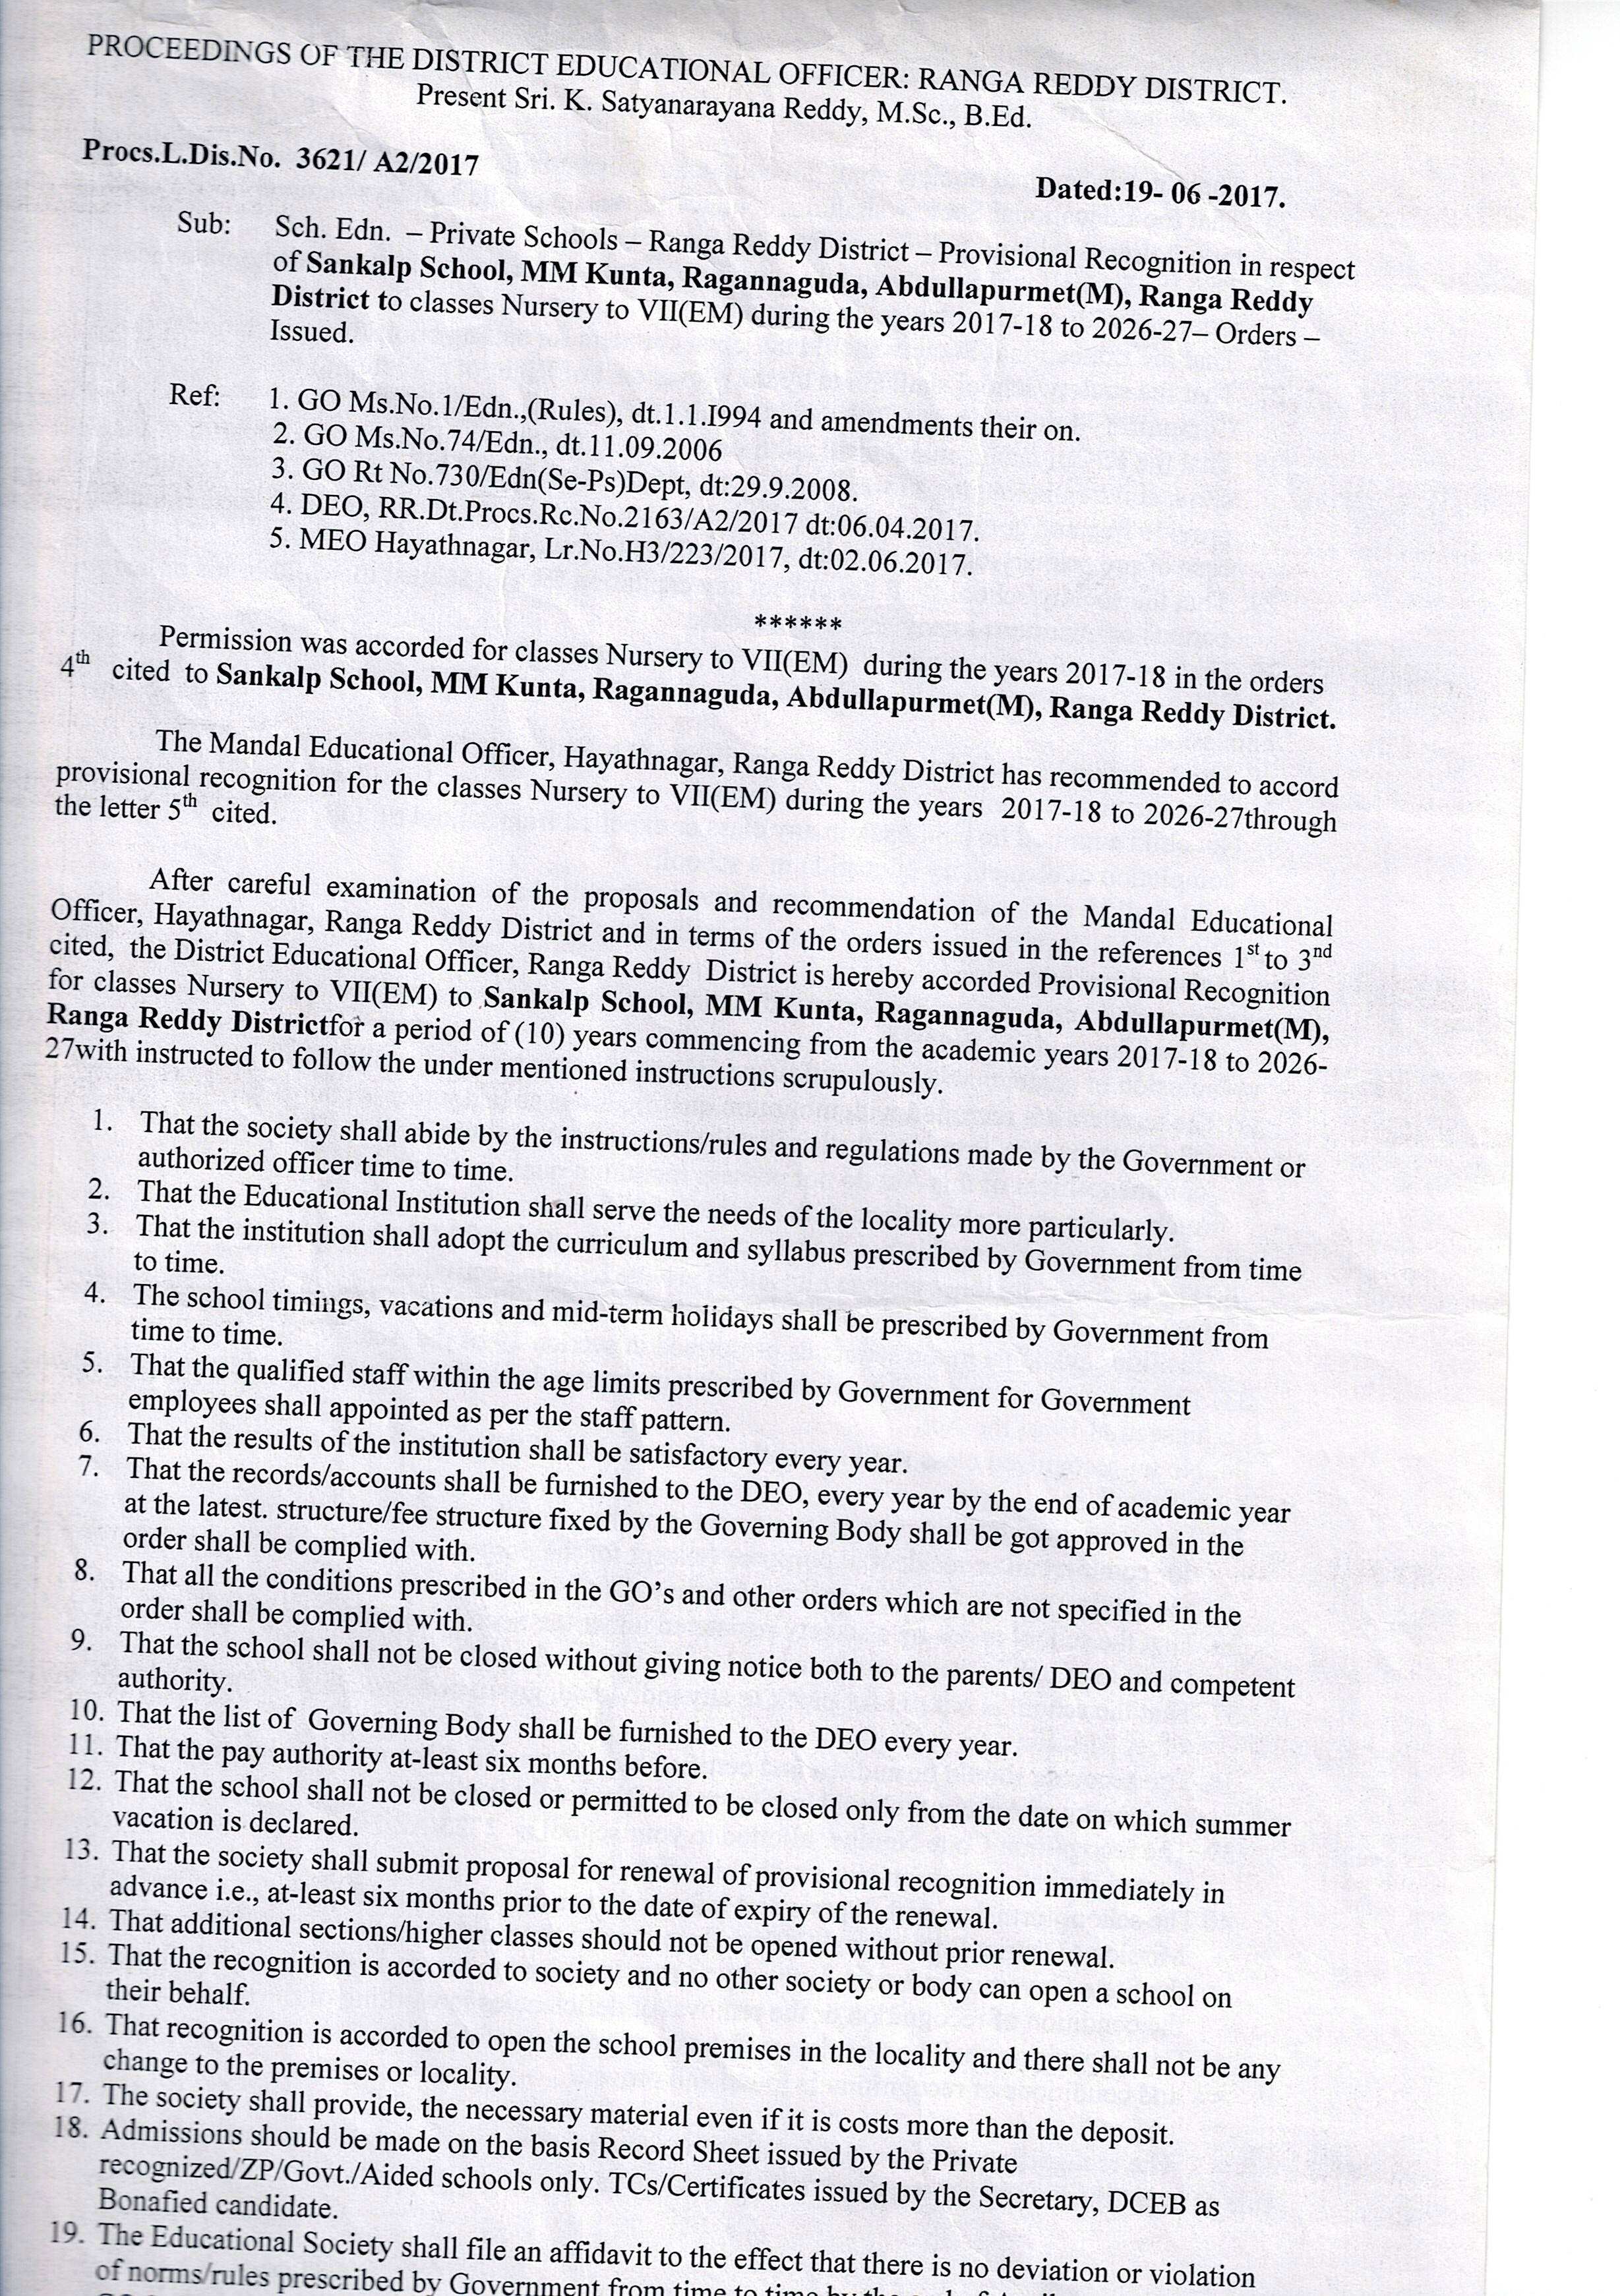 PROCEEDINGS OF THE DISTRICT EDUCATIONAL OFFICER: RANGA REDDY DISTRICT.
Present Sri. K. Satyanarayana Reddy, M.Sc., B.Ed.
Procs.L.Dis.No. 3621/ A2/2017
Dated:19- 06 -2017.
Sub: Sch. Edn. – Private Schools – Ranga Reddy District – Provisional Recognition in respect
of Sankalp School, MM Kunta, Ragannaguda, Abdullapurmet(M), Ranga Reddy
District to classes Nursery to VII(EM) during the years 2017-18 to 2026-27– Orders –
Issued.
Ref: 1. GO Ms.No.1/Edn.,(Rules), dt.1.1.I994 and amendments their on.
2. GO Ms.No.74/Edn., dt.11.09.2006
3. GO Rt No.730/Edn(Se-Ps)Dept, dt:29.9.2008.
4. DEO, RR.Dt.Procs.Rc.No.2163/A2/2017 dt:06.04.2017.
5. MEO Hayathnagar, Lr.No.H3/223/2017, dt:02.06.2017.
******
Permission was accorded for classes Nursery to VII(EM) during the years 2017-18 in the orders
4th cited to Sankalp School, MM Kunta, Ragannaguda, Abdullapurmet(M), Ranga Reddy District.
The Mandal Educational Officer, Hayathnagar, Ranga Reddy District has recommended to accord
provisional recognition for the classes Nursery to VII(EM) during the years 2017-18 to 2026-27through
the letter 5th cited.
After careful examination of the proposals and recommendation of the Mandal Educational
Officer, Hayathnagar, Ranga Reddy District and in terms of the orders issued in the references 1st to 3nd
cited, the District Educational Officer, Ranga Reddy District is hereby accorded Provisional Recognition
for classes Nursery to VII(EM) to Sankalp School, MM Kunta, Ragannaguda, Abdullapurmet(M),
Ranga Reddy Districtfor a period of (10) years commencing from the academic years 2017-18 to 2026-
27with instructed to follow the under mentioned instructions scrupulously.
1. That the society shall abide by the instructions/rules and regulations made by the Government or
authorized officer time to time.
2. That the Educational Institution shall serve the needs of the locality more particularly.
3. That the institution shall adopt the curriculum and syllabus prescribed by Government from time
to time.
4. The school timings, vacations and mid-term holidays shall be prescribed by Government from
time to time.
5. That the qualified staff within the age limits prescribed by Government for Government
employees shall appointed as per the staff pattern.
6. That the results of the institution shall be satisfactory every year.
7. That the records/accounts shall be furnished to the DEO, every year by the end of academic year
at the latest. structure/fee structure fixed by the Governing Body shall be got approved in the
order shall be complied with.
8. That all the conditions prescribed in the GO's and other orders which are not specified in the
order shall be complied with.
9. That the school shall not be closed without giving notice both to the parents/ DEO and competent
authority.
10. That the list of Governing Body shall be furnished to the DEO every year.
11. That the pay authority at-least six months before.
12. That the school shall not be closed or permitted to be closed only from the date on which summer
vacation is declared.
13. That the society shall submit proposal for renewal of provisional recognition immediately in
advance i.e., at-least six months prior to the date of expiry of the renewal.
14. That additional sections/higher classes should not be opened without prior renewal.
15. That the recognition is accorded to society and no other society or body can open a school on
their behalf.
16. That recognition is accorded to open the school premises in the locality and there shall not be any
change to the premises or locality.
17. The society shall provide, the necessary material even if it is costs more than the deposit.
18. Admissions should be made on the basis Record Sheet issued by the Private
recognized/ZP/Govt./Aided schools only. TCs/Certificates issued by the Secretary, DCEB as
Bonafied candidate.
19. The Educational Society shall file an affidavit to the effect that there is no deviation or violation
of norms/rules prescribed by Government from time to time by the